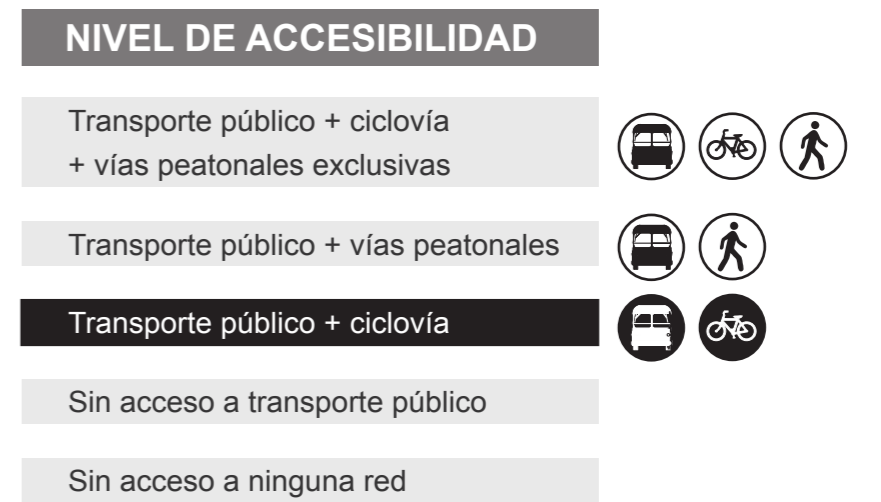 NIVEL DE ACCESIBILIDAD
Transporte público + ciclovía
+ vías peatonales exclusivas
Transporte público + vías peatonales
Transporte público + ciclovía
Sin acceso a transporte público
Sin acceso a ninguna red